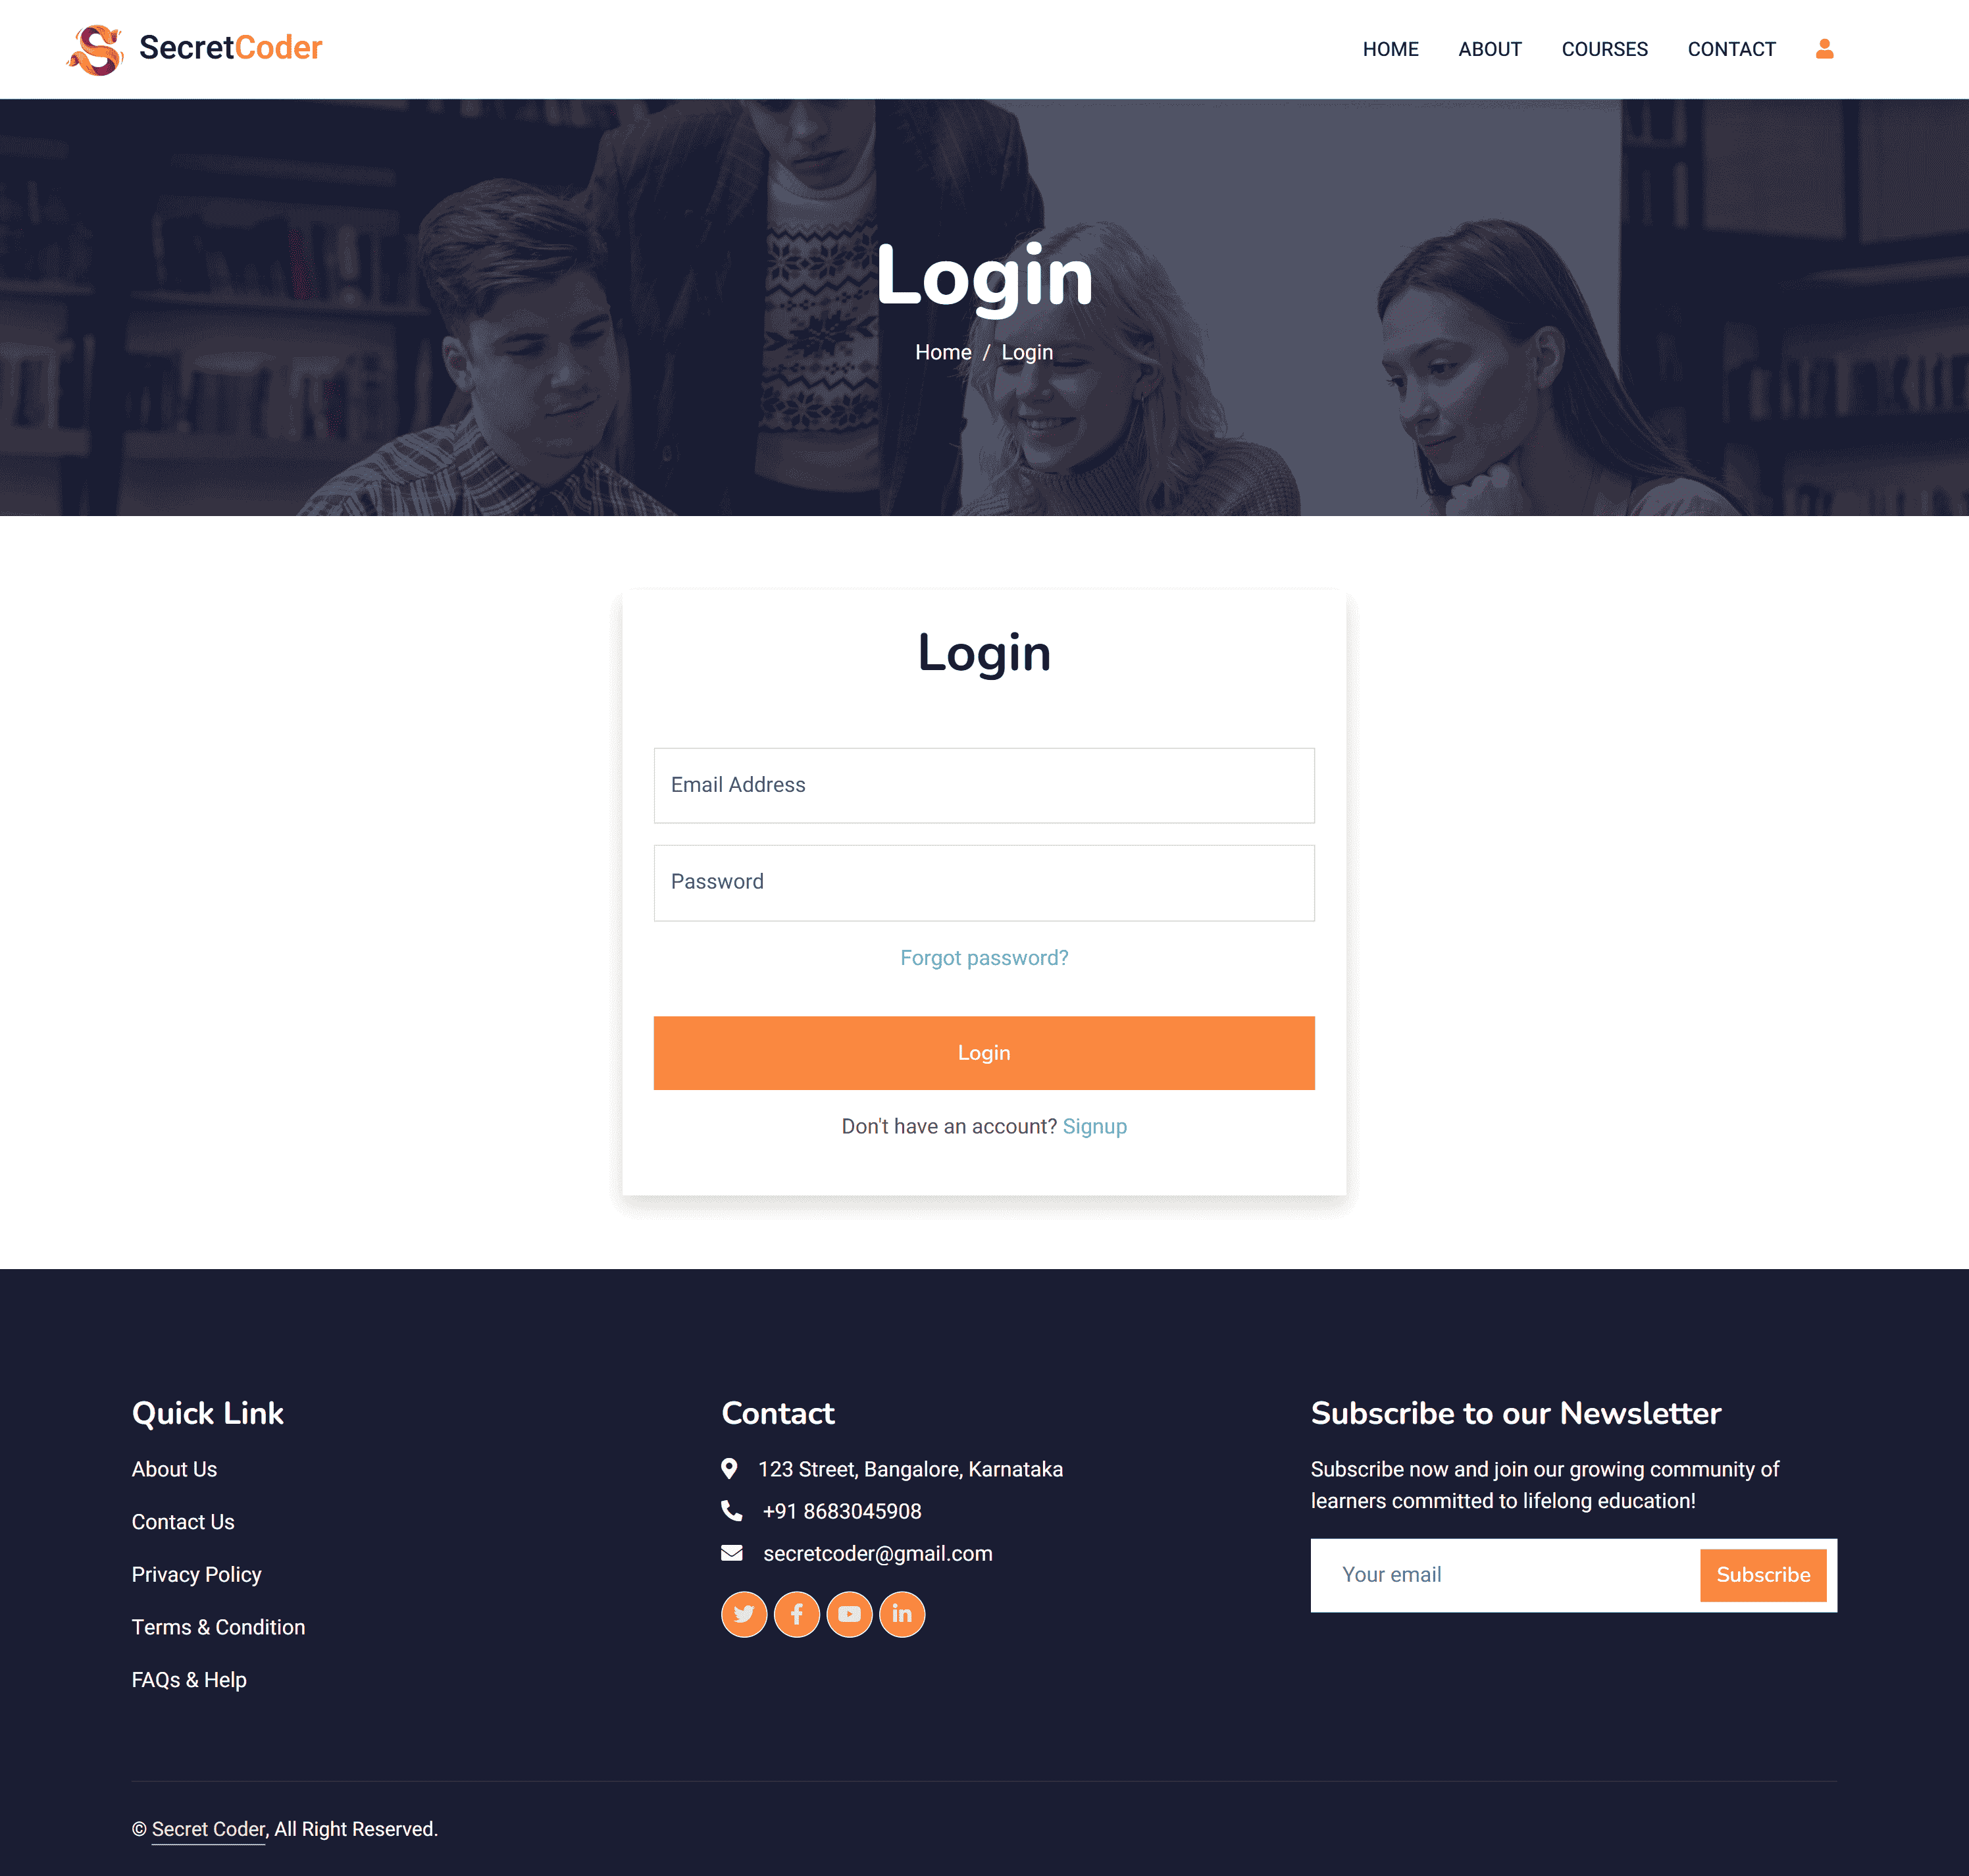 SecretCoder
HOME ABOUT COURSES CONTACT
Login
Home / Login
Login
Email Address
Password
Forgot password?
Login
Don't have an account? Signup
Quick Link
About Us
Contact Us
Privacy Policy
Terms & Condition
FAQs & Help
Contact
123 Street, Bangalore, Karnataka
+91 8683045908
secretcoder@gmail.com
Subscribe to our Newsletter
Subscribe now and join our growing community of
learners committed to lifelong education!
Your email Subscribe
© Secret Coder, All Right Reserved.